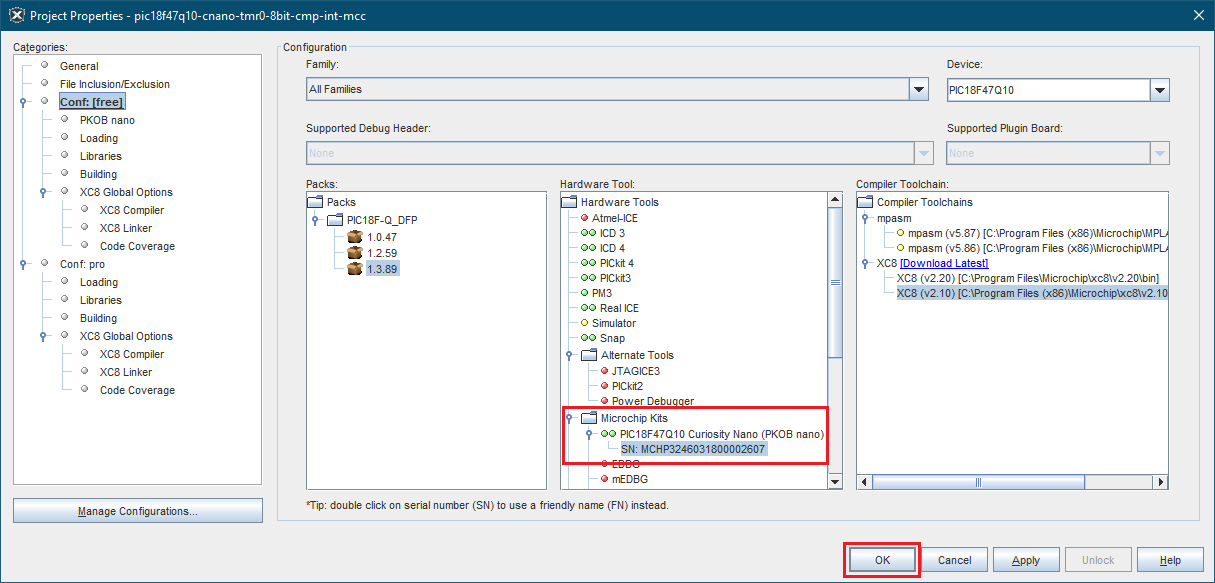 Project Properties - pic18f47q10-cnano-tmr0-8bit-cmp-int-mcc
Categories:
General
File Inclusion/Exclusion
Conf: [free]
PKOB nano
Loading
Libraries
Building
XC8 Global Options
XC8 Compiler
XC8 Linker
Code Coverage
Conf: pro
Loading
Libraries
Building
XC8 Global Options
XC8 Compiler
XC8 Linker
Code Coverage
Manage Configurations...
Configuration
Family:
All Families
Device:
PIC18F47Q10
Supported Debug Header:
None
Supported Plugin Board:
None
Packs:
Packs
PIC18F-Q_DFP
1.0.47
1.2.59
1.3.89
Hardware Tool:
Hardware Tools
Atmel-ICE
ICD 3
ICD 4
PICkit 4
PICkit3
PM3
Real ICE
Simulator
Snap
Alternate Tools
JTAGICE3
PICkit2
Power Debugger
Microchip Kits
PIC18F47Q10 Curiosity Nano (PKOB nano)
SN: MCHP3246031800002607
EDBG
mEDBG
Compiler Toolchain:
Compiler Toolchains
mpasm
mpasm (v5.87) [C:\Program Files (x86)\Microchip\MPLA
mpasm (v5.86) [C:\Program Files (x86)\Microchip\MPLA
XC8 [Download Latest]
XC8 (v2.20) [C:\Program Files\Microchip\xc8\v2.20\bin]
XC8 (v2.10) [C:\Program Files (x86)\Microchip\xc8\v2.10
*Tip: double click on serial number (SN) to use a friendly name (FN) instead.
OK
Cancel
Apply
Unlock
Help